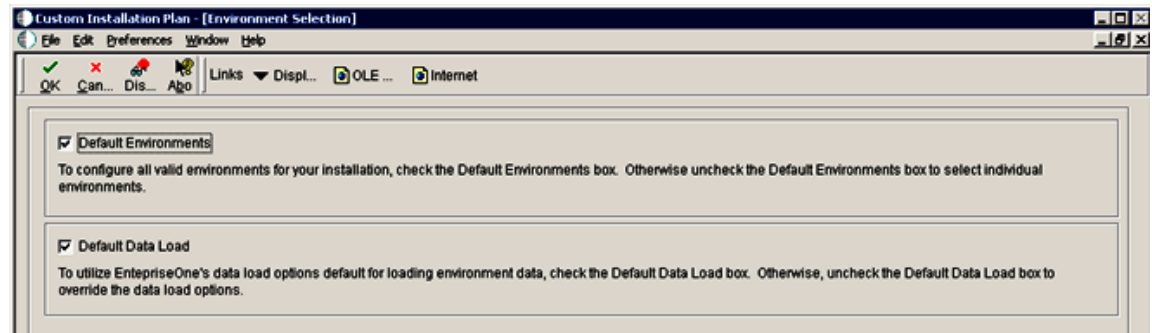 Custom Installation Plan - [Environment Selection]
File Edit Preferences Window Help
OK Can... Dis... Abo Links Displ... OLE ... Internet
Default Environments
To configure all valid environments for your installation, check the Default Environments box. Otherwise uncheck the Default Environments box to select individual
environments.
Default Data Load
To utilize EntepriseOne's data load options default for loading environment data, check the Default Data Load box. Otherwise, uncheck the Default Data Load box to
override the data load options.